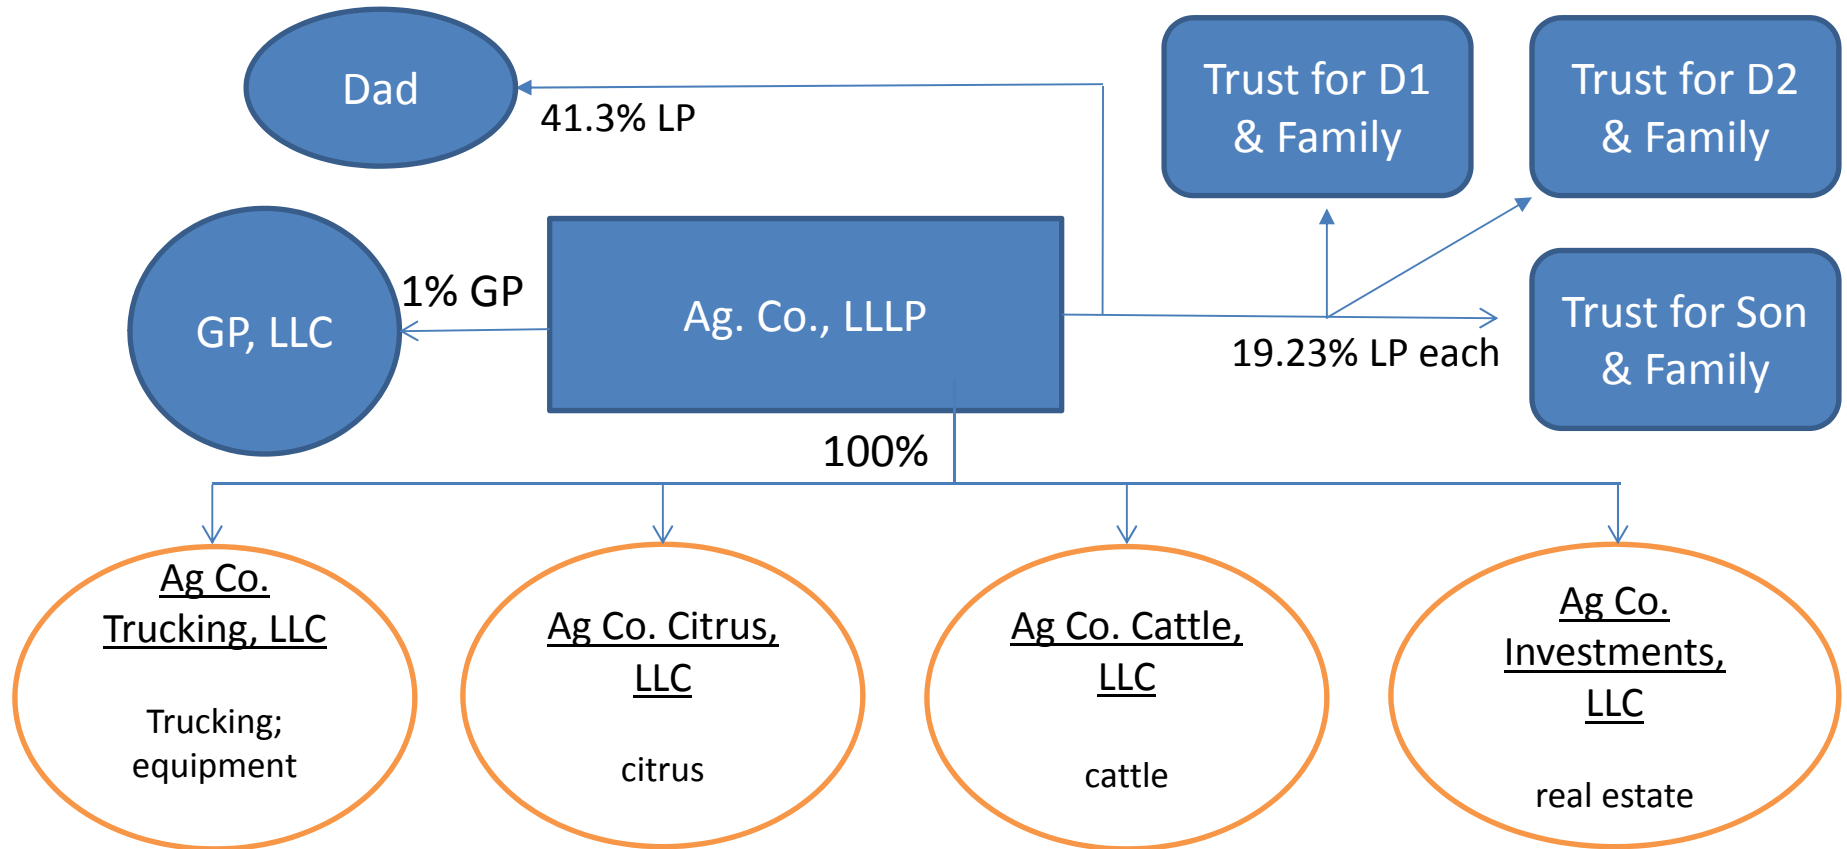 Dad
41.3% LP
Trust for D1
& Family
Trust for D2
& Family
GP, LLC
1% GP
Ag. Co., LLLP
19.23% LP each
Trust for Son
& Family
100%
Ag Co.
Trucking, LLC
Trucking;
equipment
Ag Co. Citrus,
LLC
citrus
Ag Co. Cattle,
LLC
cattle
Ag Co.
Investments,
LLC
real estate